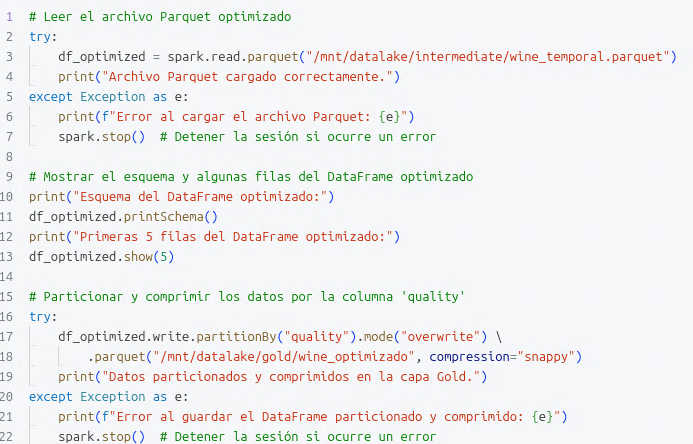 1 # Leer el archivo Parquet optimizado
2 try:
3     df_optimized = spark.read.parquet("/mnt/datalake/intermediate/wine_temporal.parquet")
4     print("Archivo Parquet cargado correctamente.")
5 except Exception as e:
6     print(f"Error al cargar el archivo Parquet: {e}")
7     spark.stop()  # Detener la sesión si ocurre un error
8
9 # Mostrar el esquema y algunas filas del DataFrame optimizado
10 print("Esquema del DataFrame optimizado:")
11 df_optimized.printSchema()
12 print("Primeras 5 filas del DataFrame optimizado:")
13 df_optimized.show(5)
14
15 # Particionar y comprimir los datos por la columna 'quality'
16 try:
17     df_optimized.write.partitionBy("quality").mode("overwrite") \
18         .parquet("/mnt/datalake/gold/wine_optimizado", compression="snappy")
19     print("Datos particionados y comprimidos en la capa Gold.")
20 except Exception as e:
21     print(f"Error al guardar el DataFrame particionado y comprimido: {e}")
22     spark.stop()  # Detener la sesión si ocurre un error